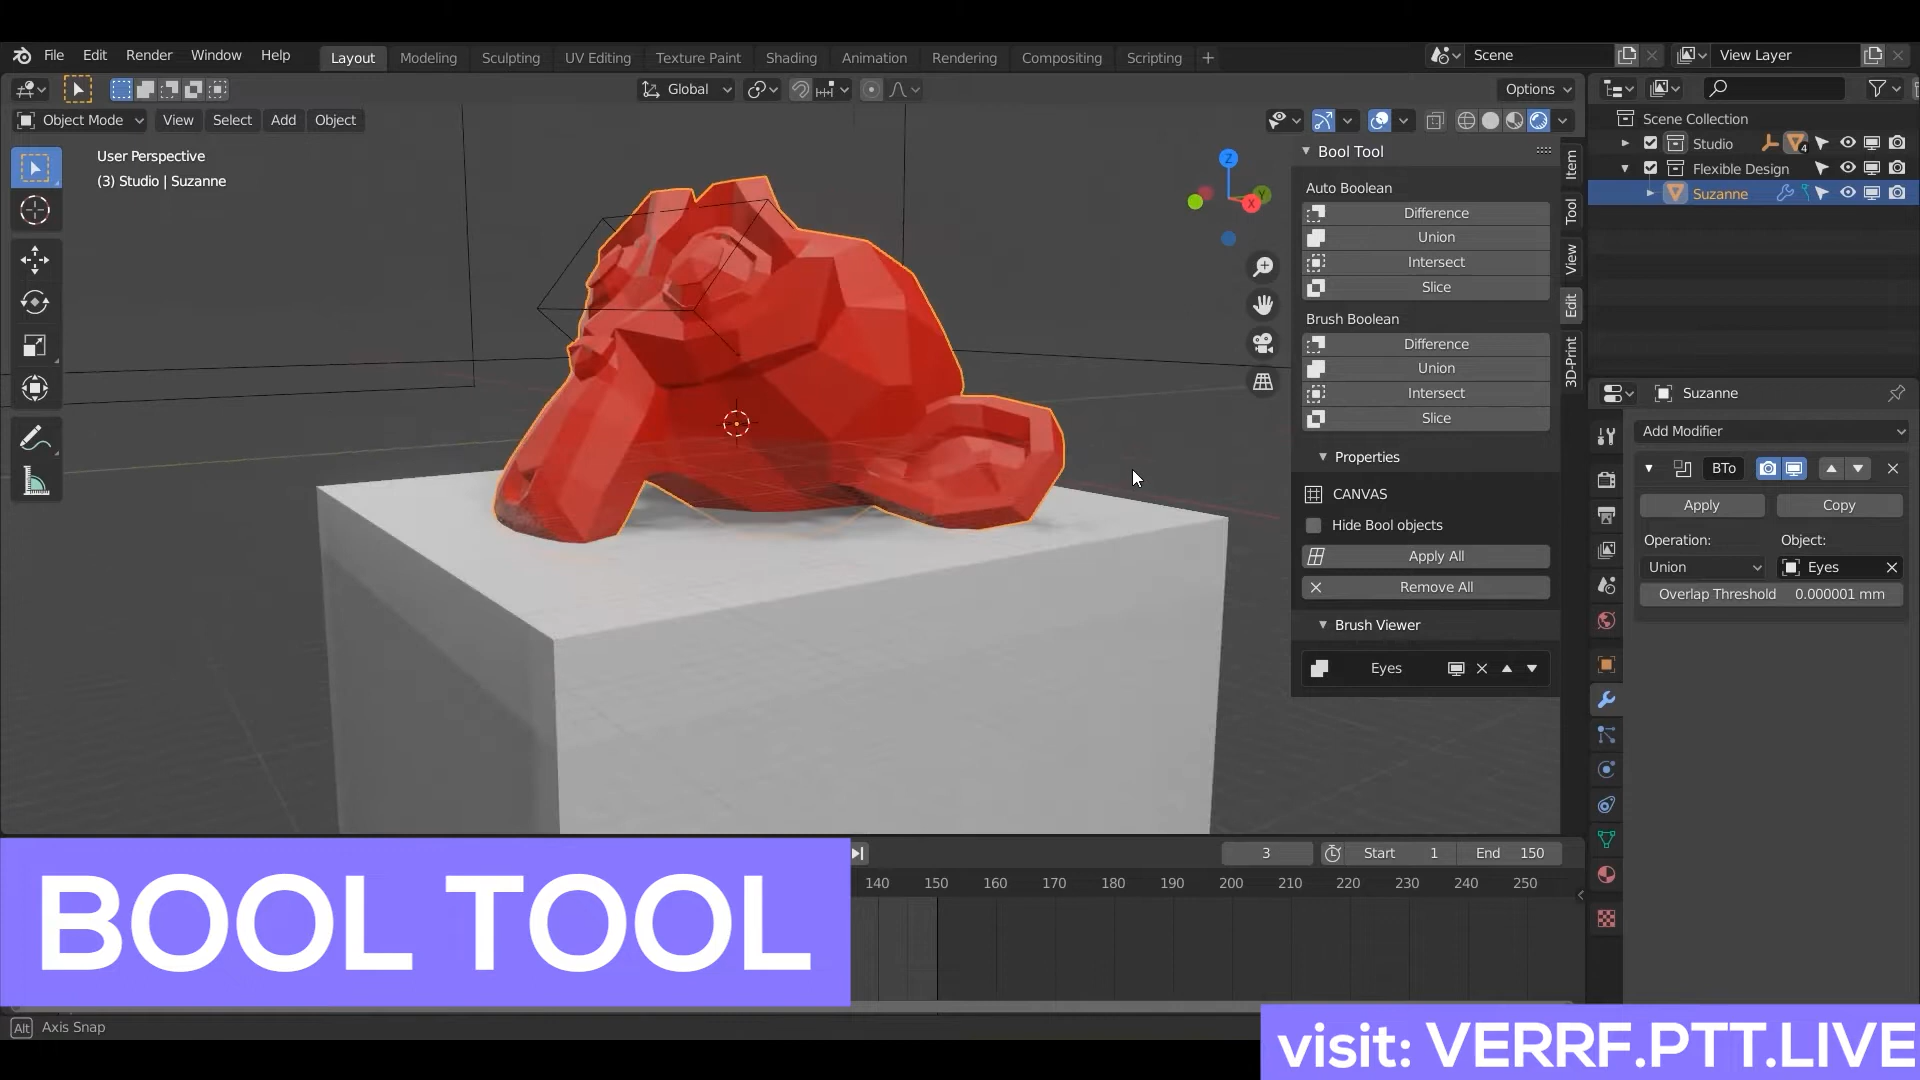 File Edit Render Window Help Layout Modeling Sculpting UV Editing Texture Paint Shading Animation Rendering Compositing Scripting + Scene View Layer
Global Options
Object Mode View Select Add Object
User Perspective
(3) Studio | Suzanne
Z
Y
X
Bool Tool
Auto Boolean
Difference
Union
Intersect
Slice
Brush Boolean
Difference
Union
Intersect
Slice
Properties
CANVAS
Hide Bool objects
Apply All
Remove All
Brush Viewer
Eyes
Item
Tool
View
Edit
3D-Print
Scene Collection
Studio 4
Flexible Design
Suzanne
Suzanne
Add Modifier
BTo
Apply Copy
Operation: Object:
Union Eyes
Overlap Threshold 0.000001 mm
3 Start 1 End 150
140 150 160 170 180 190 200 210 220 230 240 250
BOOL TOOL
Alt Axis Snap
visit: VERRF.PTT.LIVE